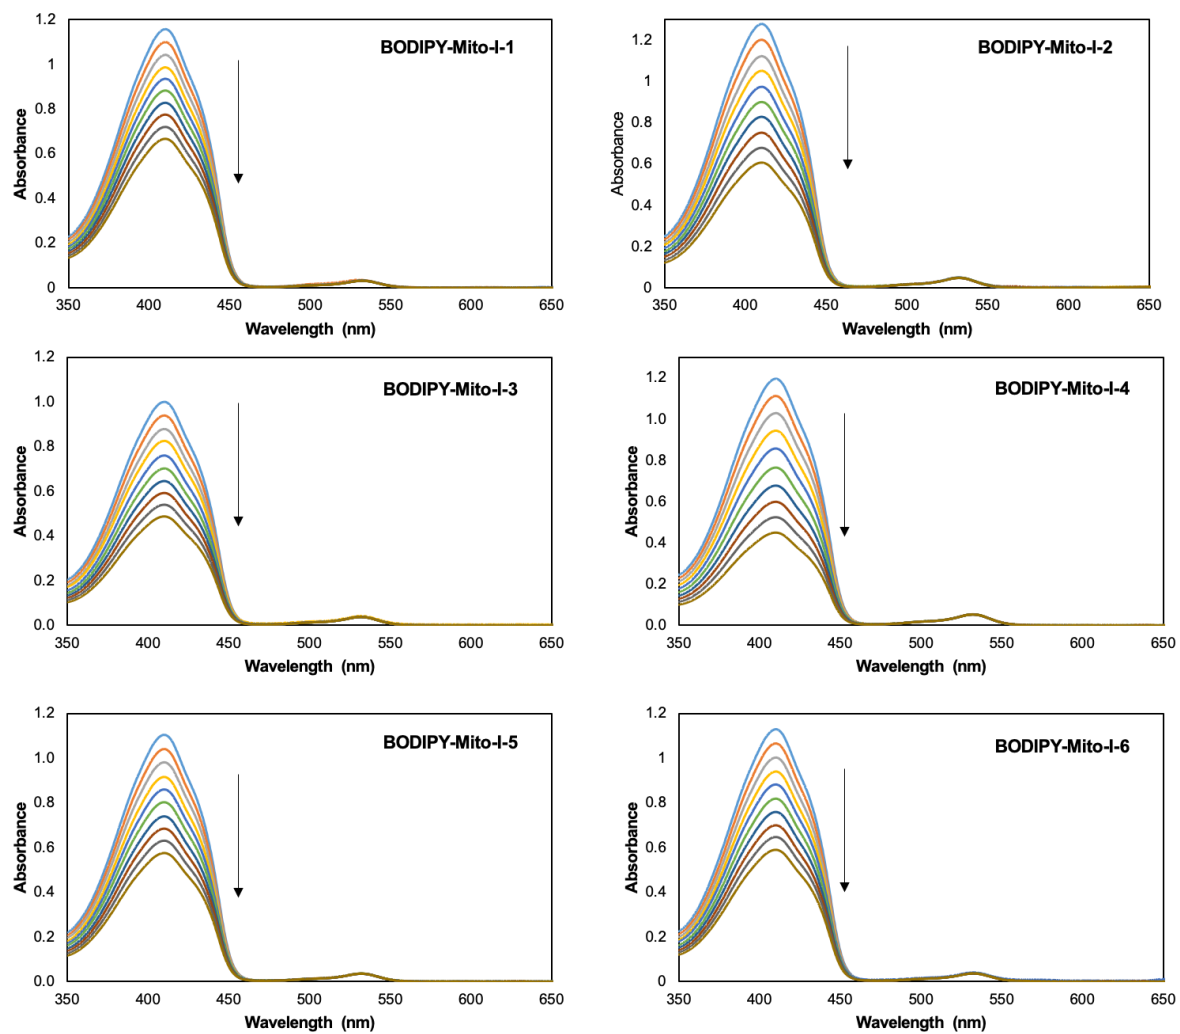 BODIPY-Mito-I-1
Absorbance
1.2
1
0.8
0.6
0.4
0.2
0
350 400 450 500 550 600 650
Wavelength (nm)
BODIPY-Mito-I-2
Absorbance
1.2
1
0.8
0.6
0.4
0.2
0
350 400 450 500 550 600 650
Wavelength (nm)
BODIPY-Mito-I-3
Absorbance
1.2
1.0
0.8
0.6
0.4
0.2
0.0
350 400 450 500 550 600 650
Wavelength (nm)
BODIPY-Mito-I-4
Absorbance
1.2
1.0
0.8
0.6
0.4
0.2
0.0
350 400 450 500 550 600 650
Wavelength (nm)
BODIPY-Mito-I-5
Absorbance
1.2
1.0
0.8
0.6
0.4
0.2
0.0
350 400 450 500 550 600 650
Wavelength (nm)
BODIPY-Mito-I-6
Absorbance
1.2
1.0
0.8
0.6
0.4
0.2
0.0
350 400 450 500 550 600 650
Wavelength (nm)